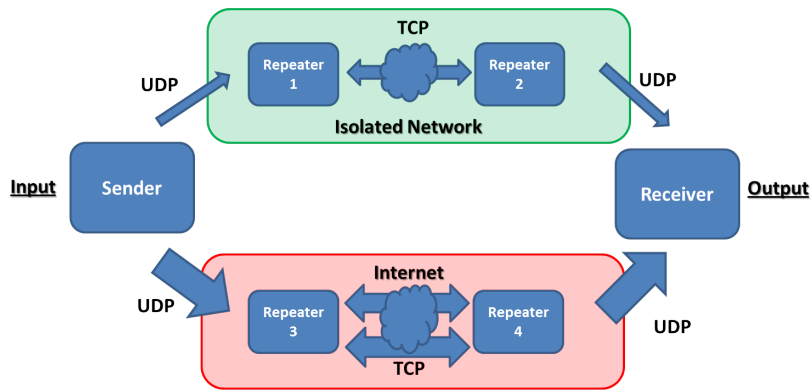 TCP
Repeater
1
Repeater
2
UDP
UDP
Isolated Network
Input
Sender
Receiver
Output
Internet
UDP
Repeater
3
Repeater
4
UDP
TCP